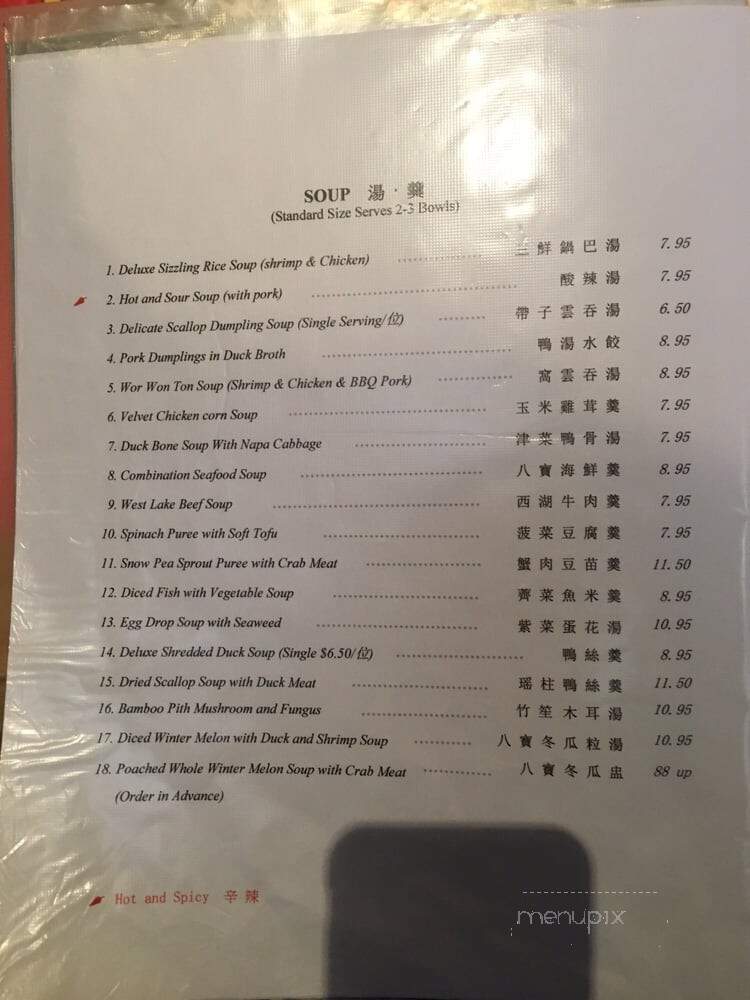 SOUP 湯 · 羹
(Standard Size Serves 2-3 Bowls)
1. Deluxe Sizzling Rice Soup (shrimp & Chicken) 三鮮鍋巴湯 7.95
2. Hot and Sour Soup (with pork) 酸辣湯 7.95
3. Delicate Scallop Dumpling Soup (Single Serving/位) 帶子雲吞湯 6.50
4. Pork Dumplings in Duck Broth 鴨湯水餃 8.95
5. Wor Won Ton Soup (Shrimp & Chicken & BBQ Pork) 窩雲吞湯 8.95
6. Velvet Chicken corn Soup 玉米雞茸羹 7.95
7. Duck Bone Soup With Napa Cabbage 津菜鴨骨湯 7.95
8. Combination Seafood Soup 八寶海鮮羹 8.95
9. West Lake Beef Soup 西湖牛肉羹 7.95
10. Spinach Puree with Soft Tofu 菠菜豆腐羹 7.95
11. Snow Pea Sprout Puree with Crab Meat 蟹肉豆苗羹 11.50
12. Diced Fish with Vegetable Soup 薺菜魚米羹 8.95
13. Egg Drop Soup with Seaweed 紫菜蛋花湯 10.95
14. Deluxe Shredded Duck Soup (Single $6.50/位) 鴨絲羹 8.95
15. Dried Scallop Soup with Duck Meat 瑤柱鴨絲羹 11.50
16. Bamboo Pith Mushroom and Fungus 竹笙木耳湯 10.95
17. Diced Winter Melon with Duck and Shrimp Soup 八寶冬瓜粒湯 10.95
18. Poached Whole Winter Melon Soup with Crab Meat 八寶冬瓜盅 88 up
(Order in Advance)
Hot and Spicy 辛辣
menupix